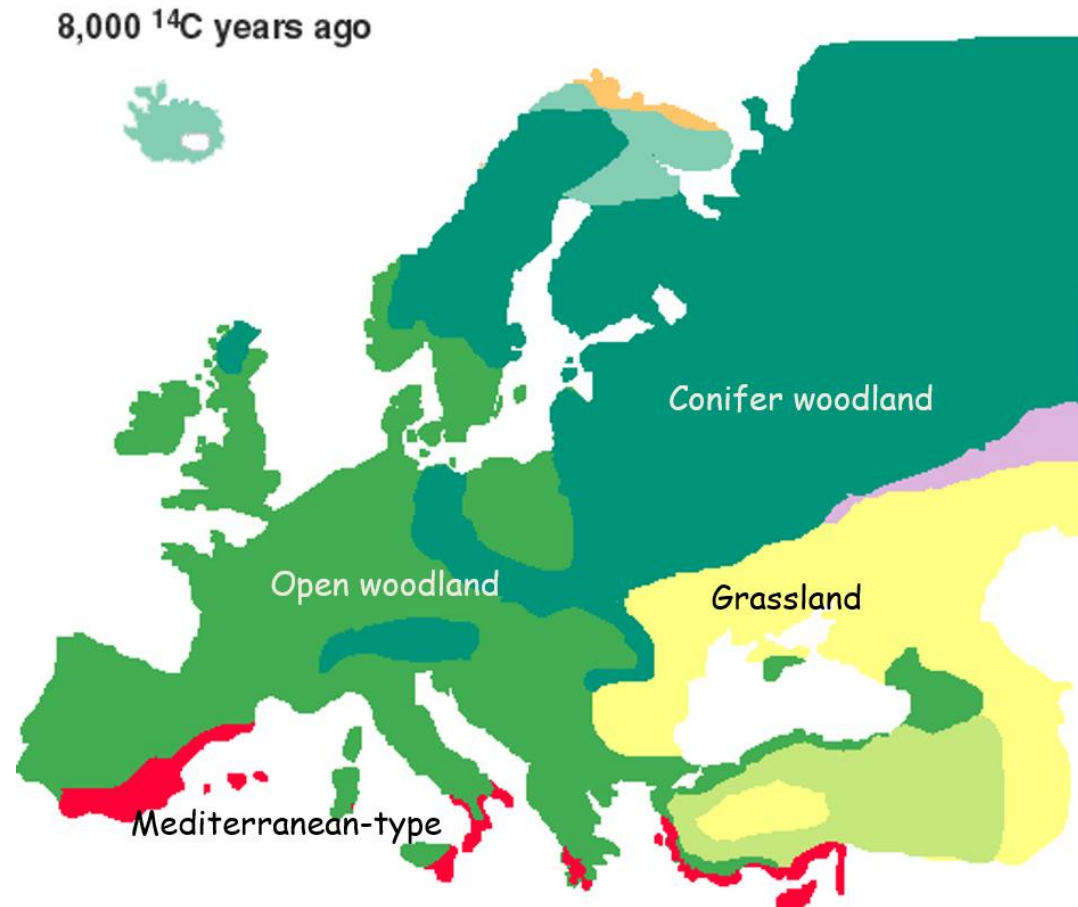 8,000 ¹⁴C years ago
Conifer woodland
Open woodland
Grassland
Mediterranean-type